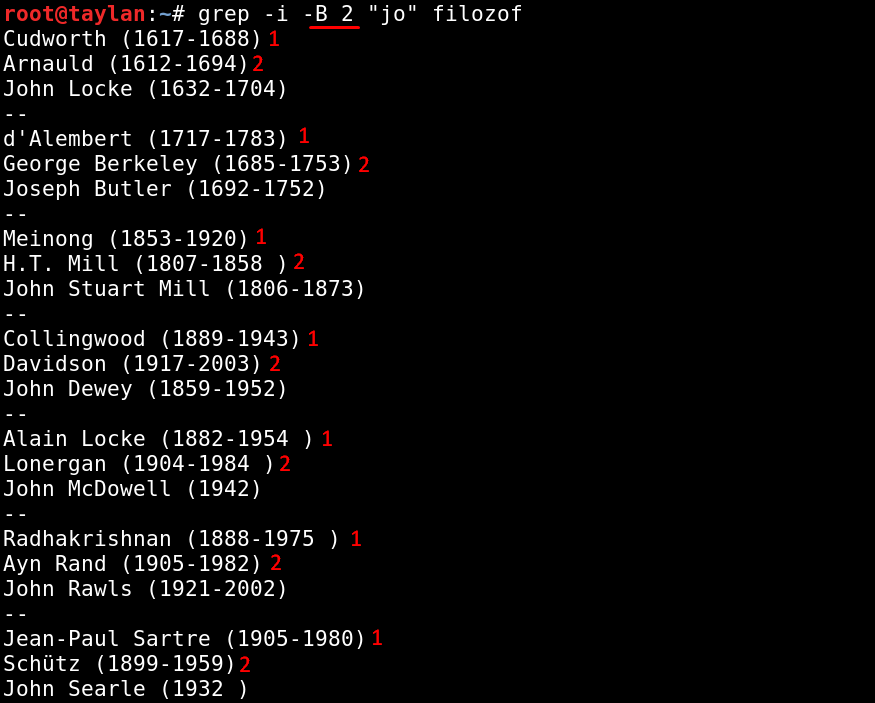 root@taylan:~# grep -i -B 2 "jo" filozof
Cudworth (1617-1688) 1
Arnauld (1612-1694) 2
John Locke (1632-1704)
--
d'Alembert (1717-1783) 1
George Berkeley (1685-1753) 2
Joseph Butler (1692-1752)
--
Meinong (1853-1920) 1
H.T. Mill (1807-1858 ) 2
John Stuart Mill (1806-1873)
--
Collingwood (1889-1943) 1
Davidson (1917-2003) 2
John Dewey (1859-1952)
--
Alain Locke (1882-1954 ) 1
Lonergan (1904-1984 ) 2
John McDowell (1942)
--
Radhakrishnan (1888-1975 ) 1
Ayn Rand (1905-1982) 2
John Rawls (1921-2002)
--
Jean-Paul Sartre (1905-1980) 1
Schütz (1899-1959) 2
John Searle (1932 )